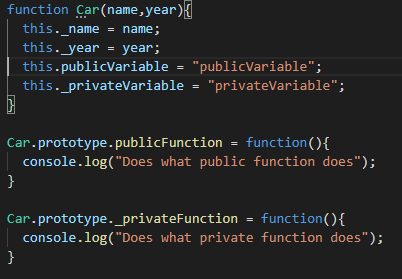 function Car(name,year){
  this._name = name;
  this._year = year;
  this.publicVariable = "publicVariable";
  this._privateVariable = "privateVariable";
}
Car.prototype.publicFunction = function(){
  console.log("Does what public function does");
}
Car.prototype._privateFunction = function(){
  console.log("Does what private function does");
}